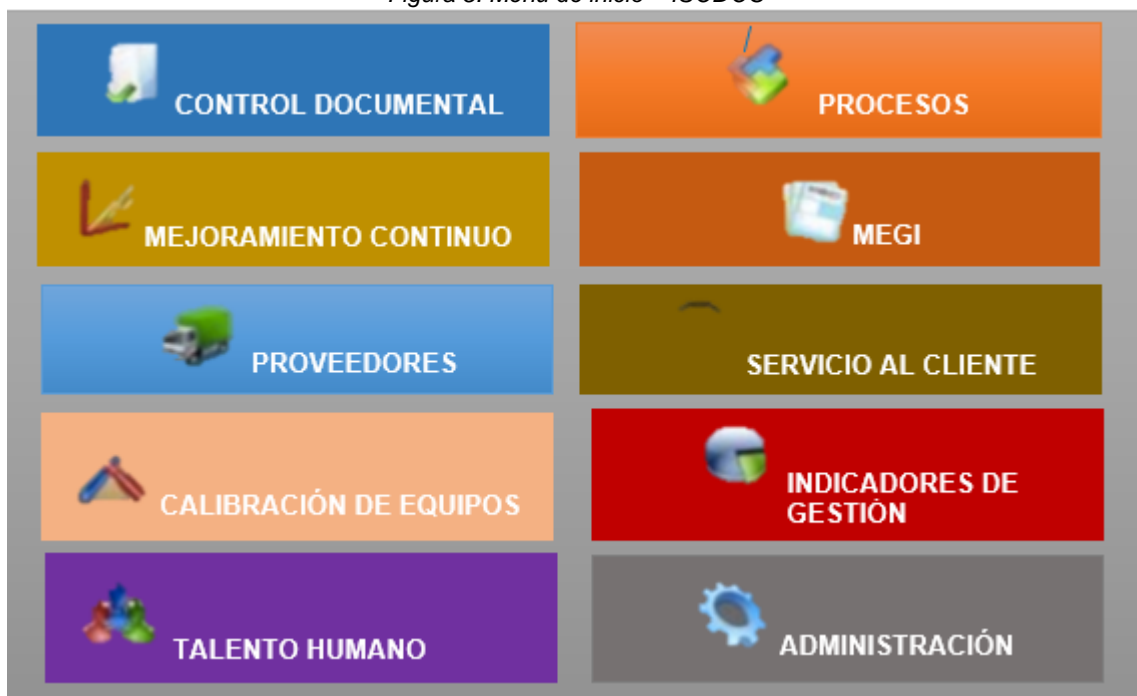 CONTROL DOCUMENTAL
PROCESOS
MEJORAMIENTO CONTINUO
MEGI
PROVEEDORES
SERVICIO AL CLIENTE
CALIBRACIÓN DE EQUIPOS
INDICADORES DE
GESTIÓN
TALENTO HUMANO
ADMINISTRACIÓN